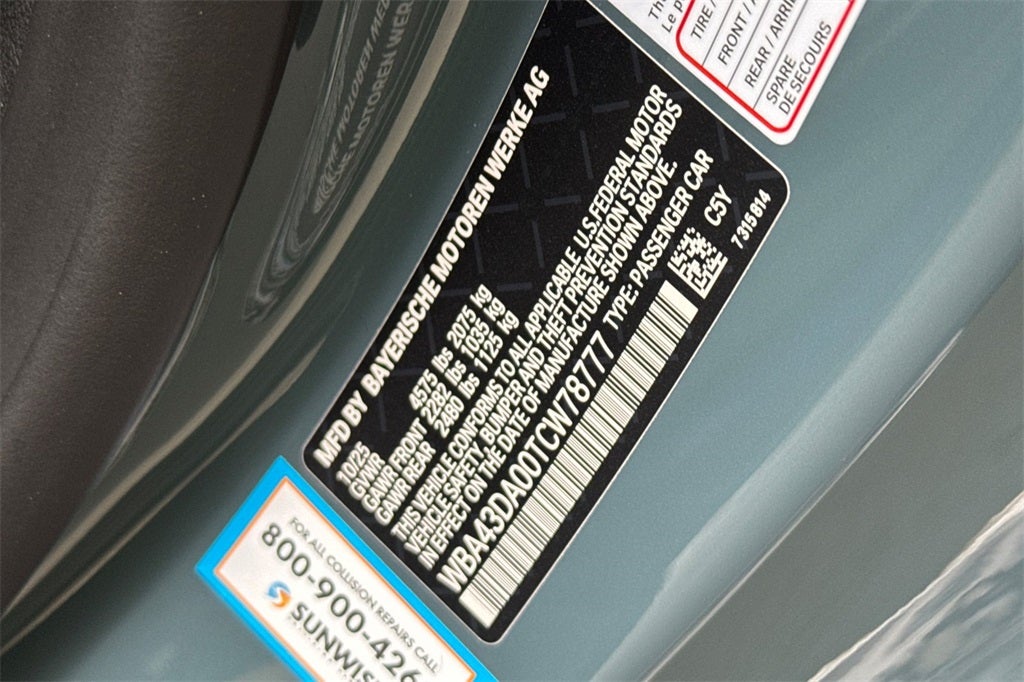 MFD BY BAYERISCHE MOTOREN WERKE AG
10/25
GVWR 4575 lbs 2075 kg
GAWR FRONT 2282 lbs 1035 kg
GAWR REAR 2480 lbs 1125 kg
THIS VEHICLE CONFORMS TO ALL APPLICABLE U.S. FEDERAL MOTOR
VEHICLE SAFETY, BUMPER AND THEFT PREVENTION STANDARDS
IN EFFECT ON THE DATE OF MANUFACTURE SHOWN ABOVE.
WBA43DA00TCW78777 TYPE: PASSENGER CAR
C5Y
7315614
TIRE /
FRONT /
REAR / ARRIÈ
SPARE
DE SECOURS
FOR ALL COLLISION REPAIRS CALL
800-900-426
SUNWIS